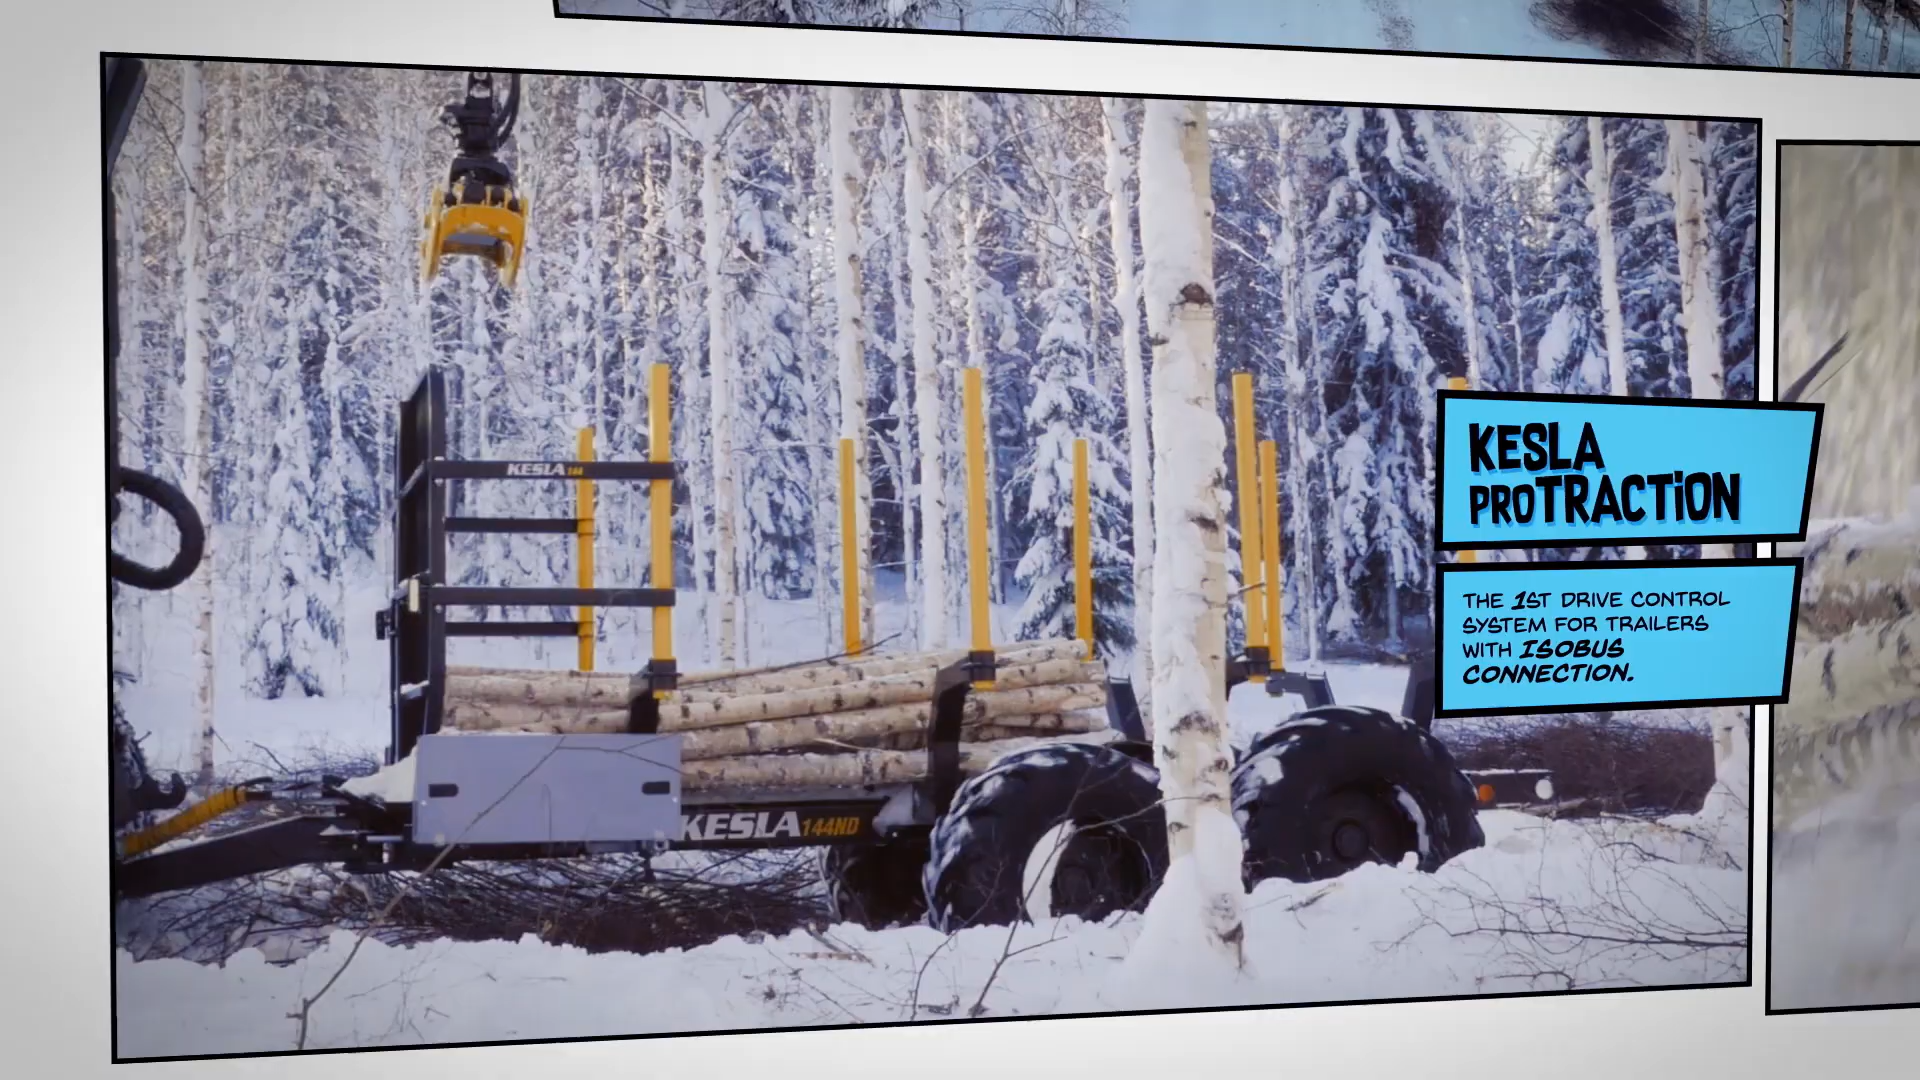 KESLA 144
KESLA
PROTRACTiON
THE 1ST DRIVE CONTROL
SYSTEM FOR TRAILERS
WITH ISOBUS
CONNECTION.
KESLA 144ND